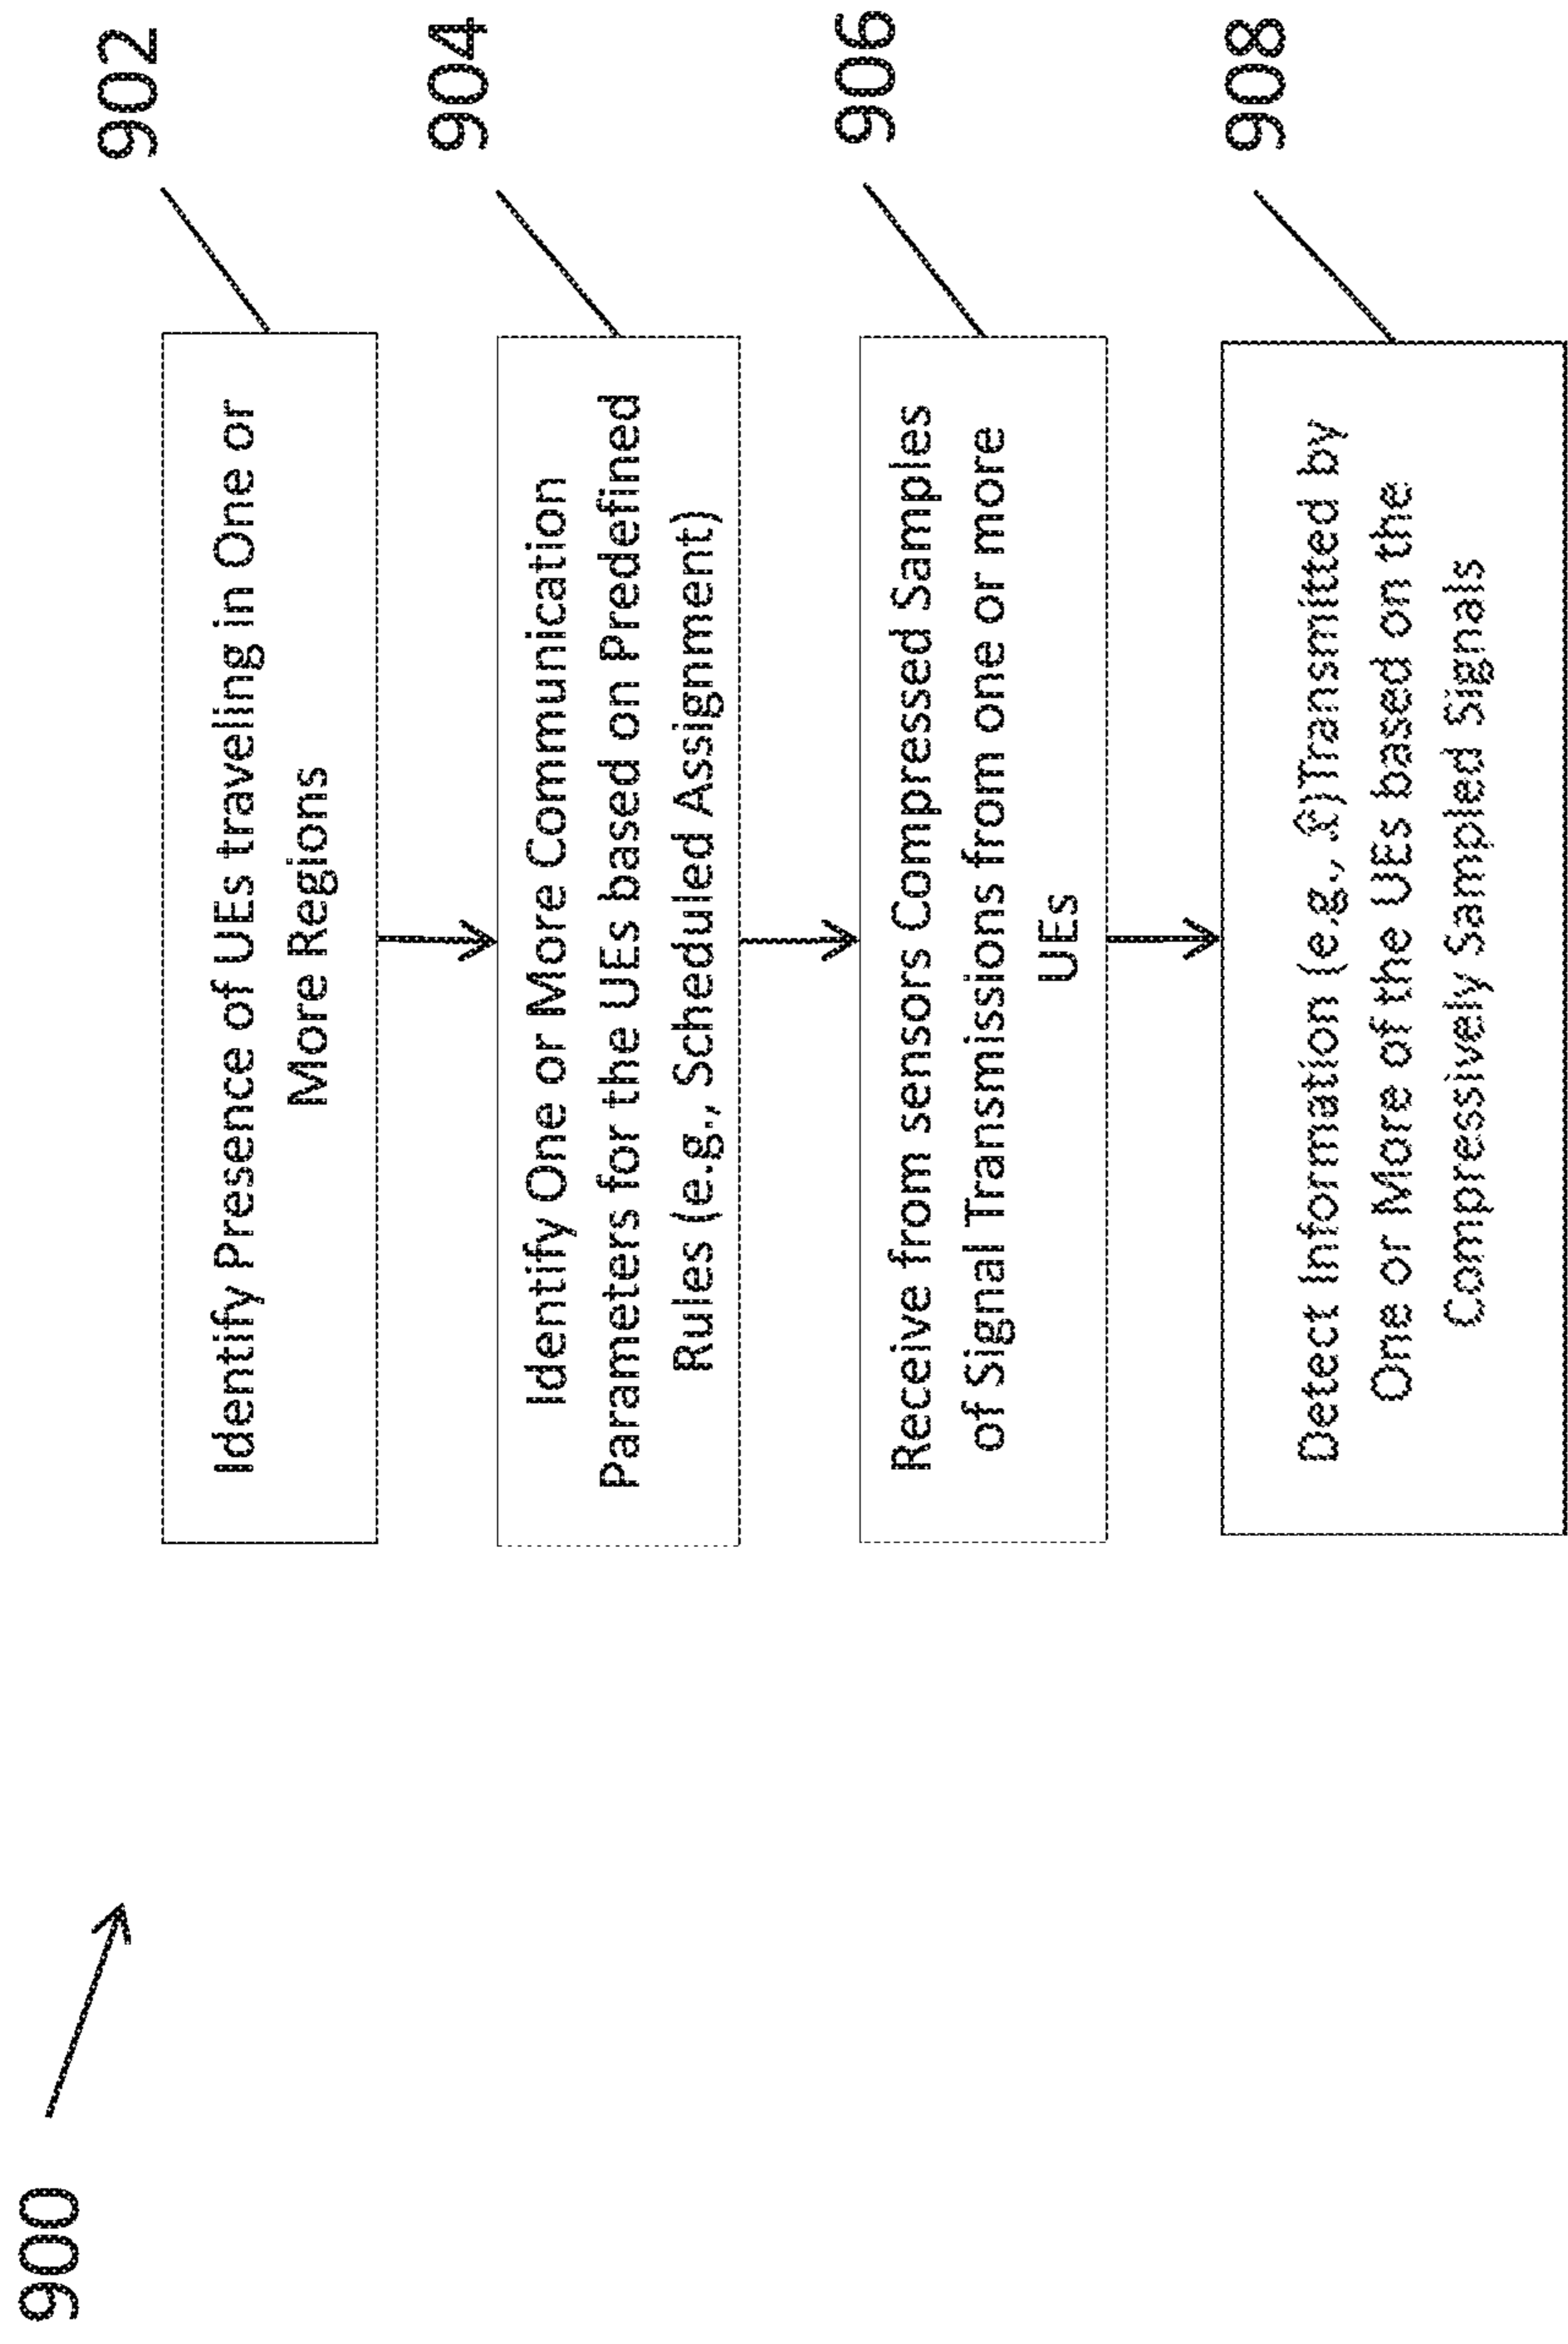 900
902
Identify Presence of UEs traveling in One or
More Regions
904
Identify One or More Communication
Parameters for the UEs based on Predefined
Rules (e.g., Scheduled Assignment)
906
Receive from sensors Compressed Samples
of Signal Transmissions from one or more
UEs
908
Detect Information (e.g., x̂)Transmitted by
One or More of the UEs based on the
Compressively Sampled Signals